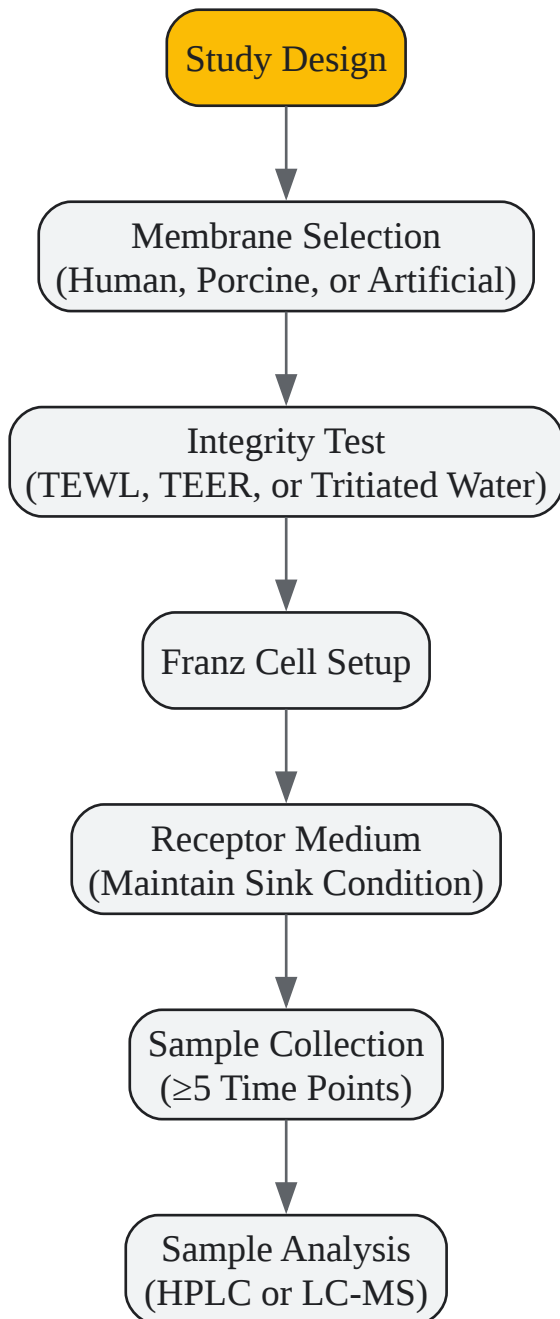 Study Design
Membrane Selection
(Human, Porcine, or Artificial)
Integrity Test
(TEWL, TEER, or Tritiated Water)
Franz Cell Setup
Receptor Medium
(Maintain Sink Condition)
Sample Collection
(≥5 Time Points)
Sample Analysis
(HPLC or LC-MS)